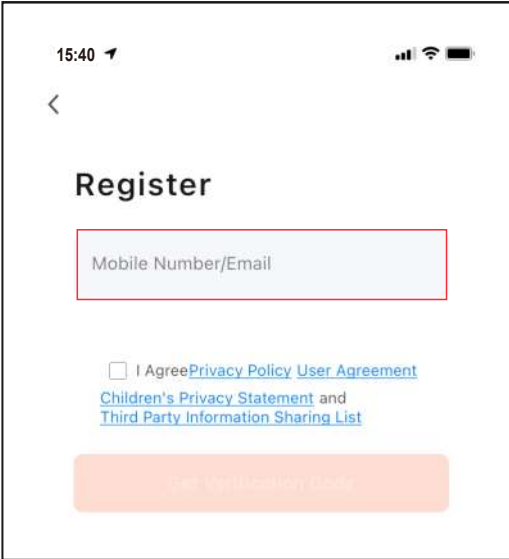 15:40
Register
Mobile Number/Email
I AgreePrivacy Policy User Agreement
Children's Privacy Statement and
Third Party Information Sharing List
Get Verification Code